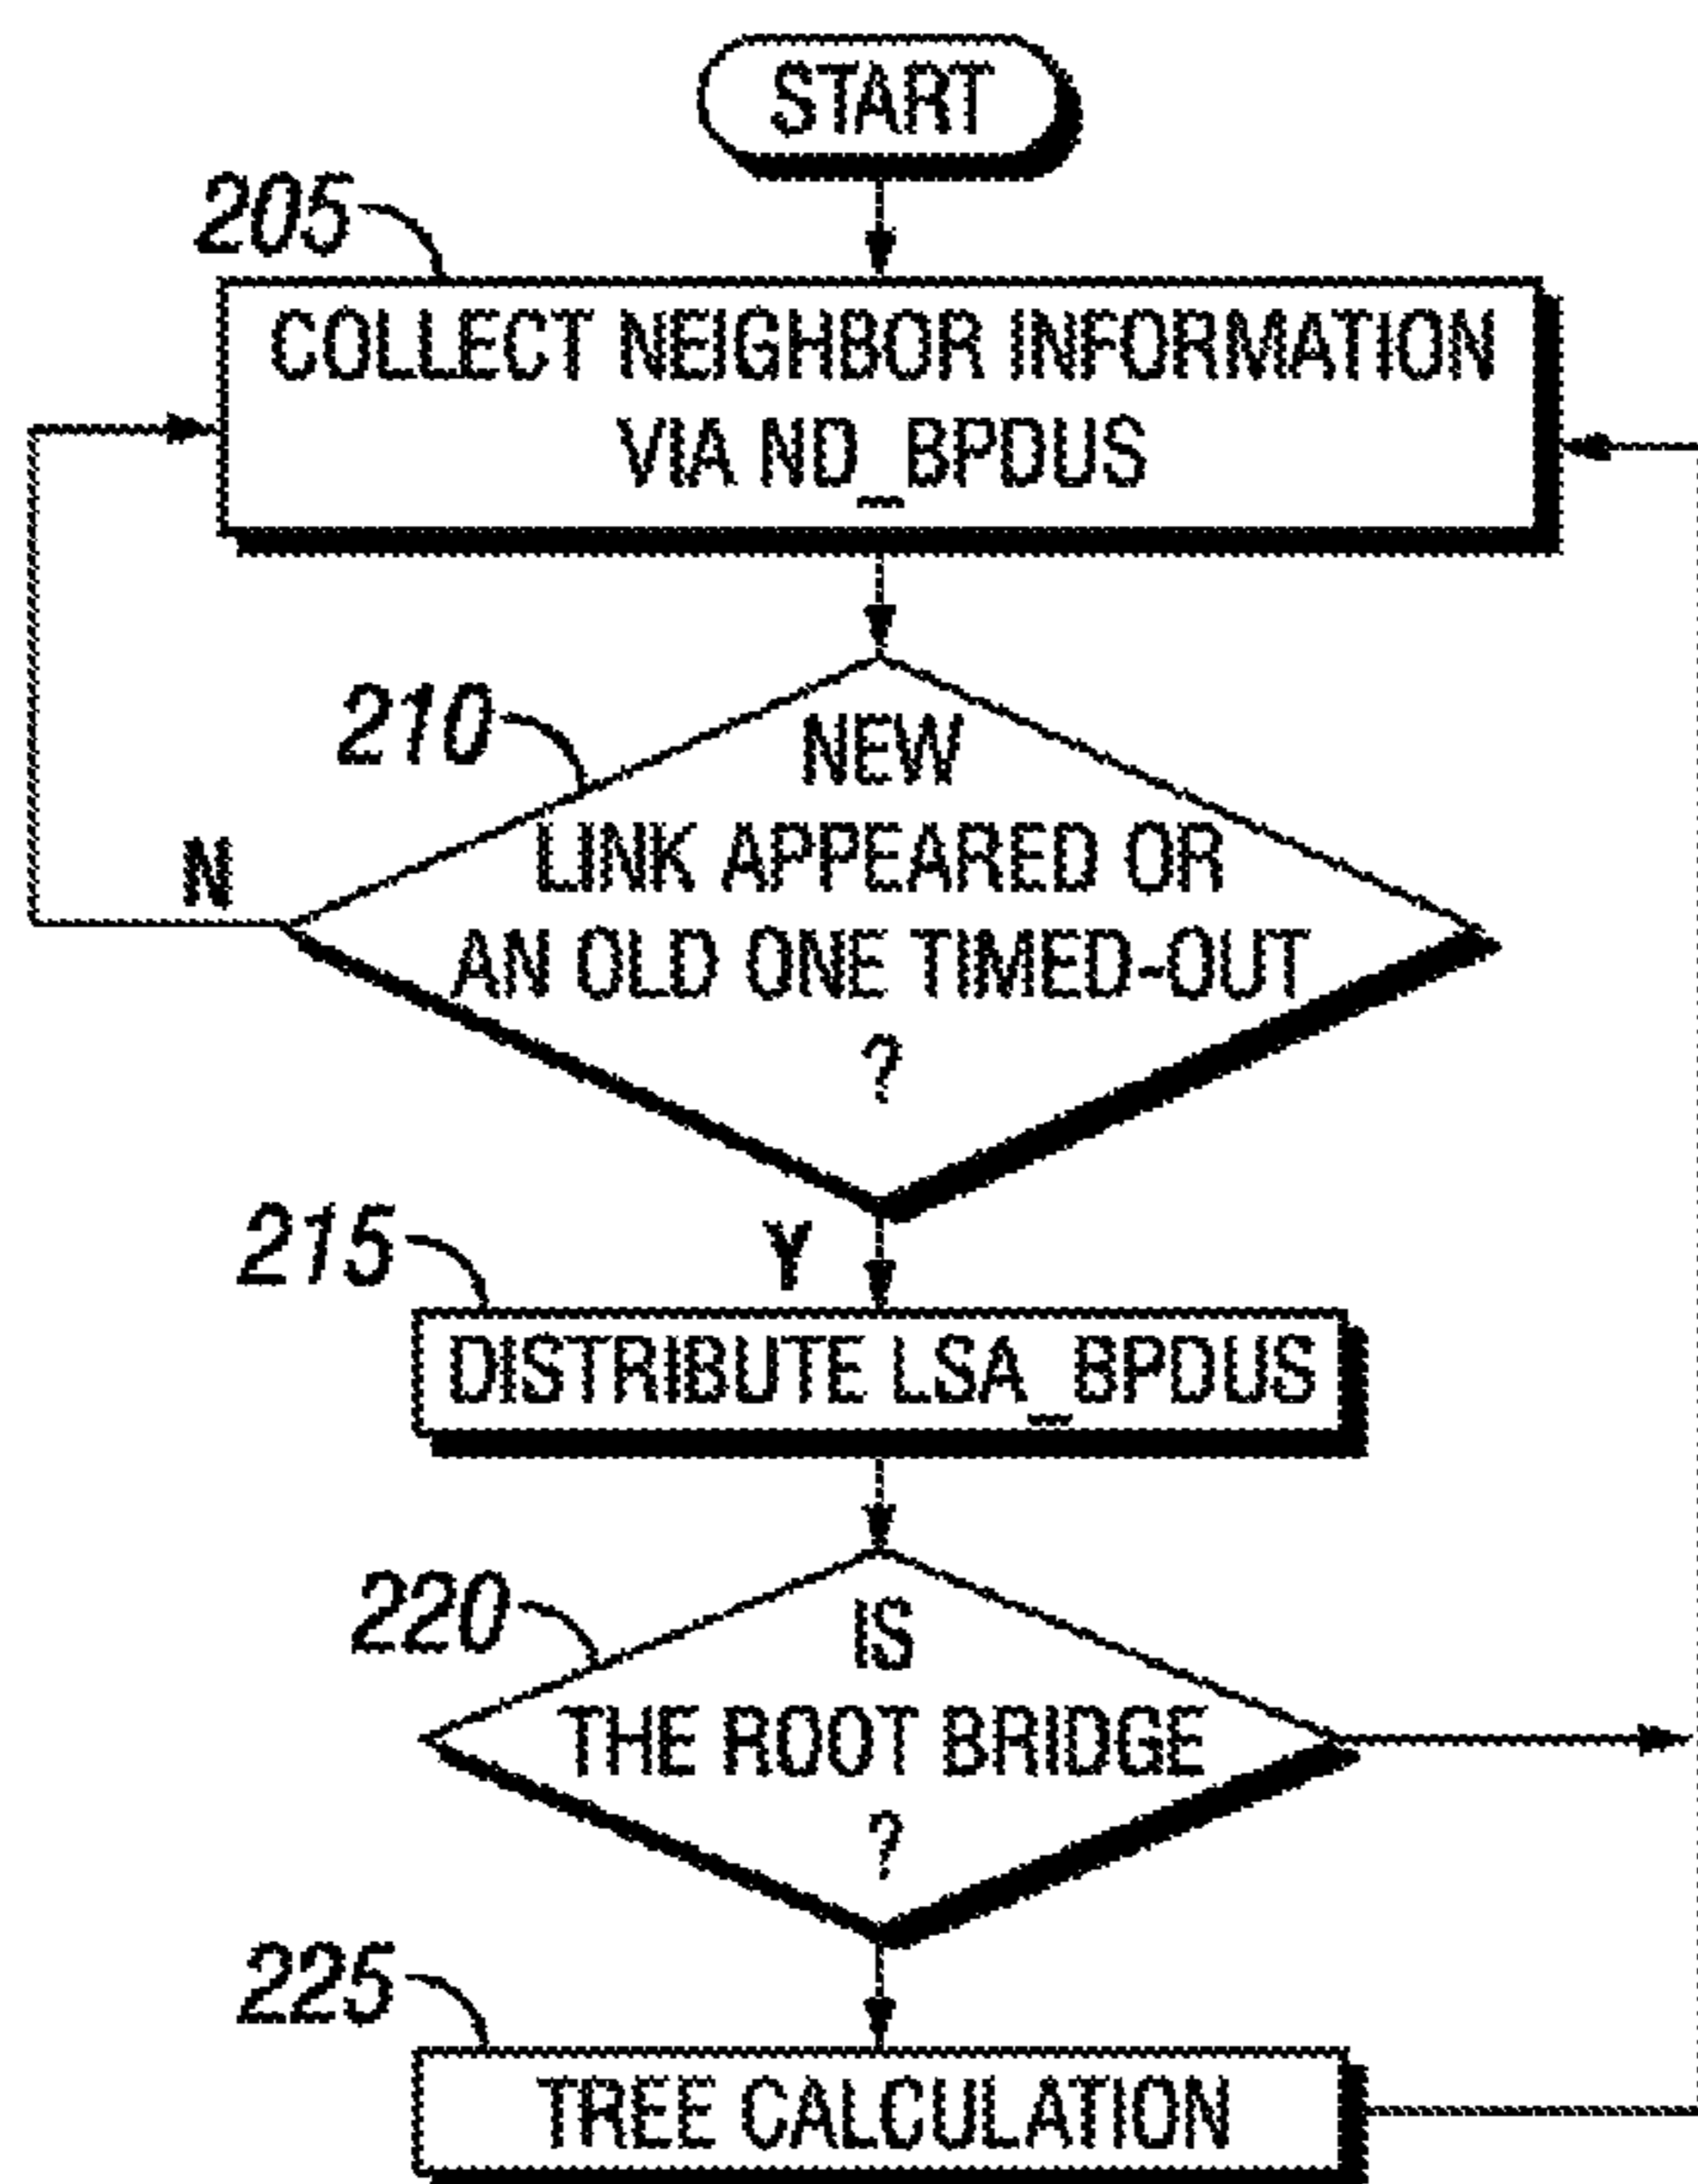 START
205
COLLECT NEIGHBOR INFORMATION
VIA ND_BPDUS
210
NEW
LINK APPEARED OR
AN OLD ONE TIMED-OUT
?
N
Y
215
DISTRIBUTE LSA_BPDUS
220
IS
THE ROOT BRIDGE
?
225
TREE CALCULATION